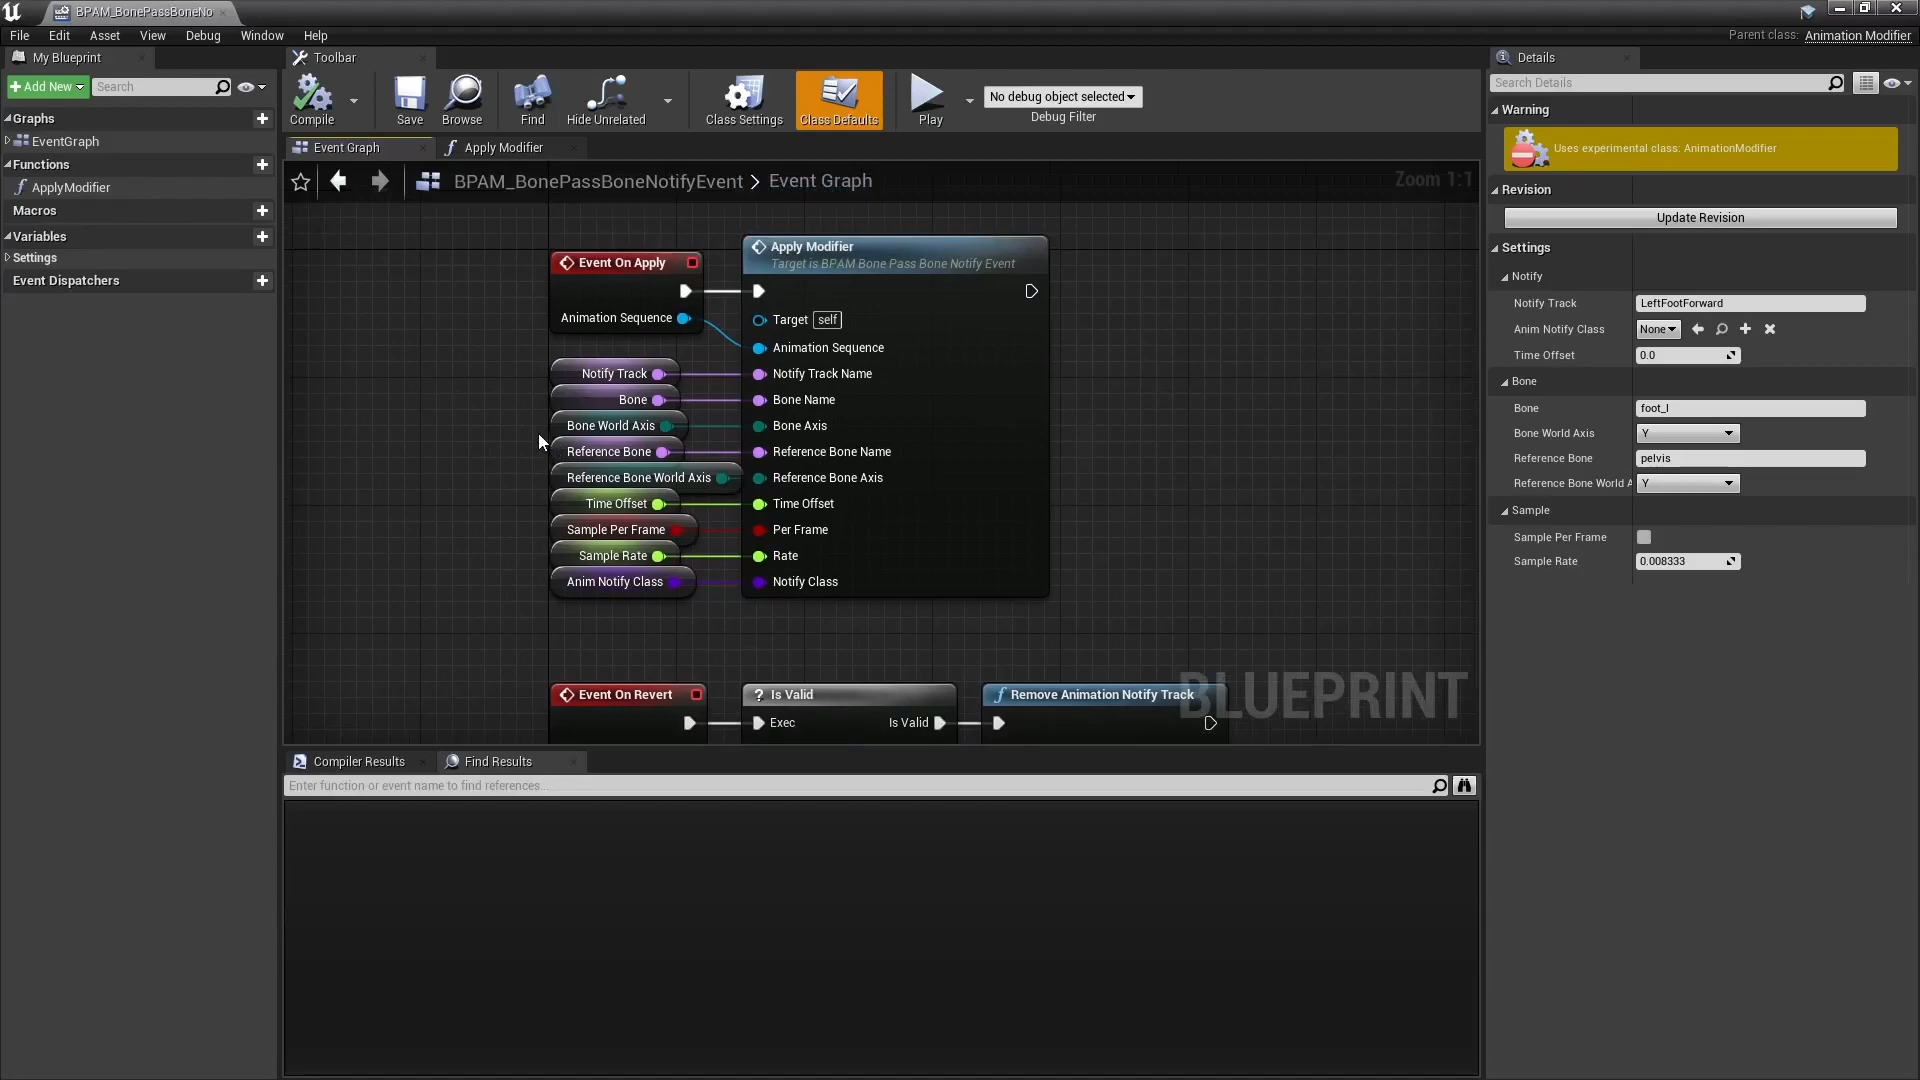 BPAM_BonePassBoneNo
File Edit Asset View Debug Window Help
Parent class: Animation Modifier
My Blueprint
Add New
Search
Graphs
EventGraph
Functions
ApplyModifier
Macros
Variables
Settings
Event Dispatchers
Toolbar
Compile
Save
Browse
Find
Hide Unrelated
Class Settings
Class Defaults
Play
No debug object selected
Debug Filter
Event Graph
Apply Modifier
BPAM_BonePassBoneNotifyEvent > Event Graph
Zoom 1:1
Event On Apply
Animation Sequence
Notify Track
Bone
Bone World Axis
Reference Bone
Reference Bone World Axis
Time Offset
Sample Per Frame
Sample Rate
Anim Notify Class
Apply Modifier
Target is BPAM Bone Pass Bone Notify Event
Target self
Animation Sequence
Notify Track Name
Bone Name
Bone Axis
Reference Bone Name
Reference Bone Axis
Time Offset
Per Frame
Rate
Notify Class
Event On Revert
? Is Valid
Exec
Is Valid
Remove Animation Notify Track
BLUEPRINT
Compiler Results
Find Results
Enter function or event name to find references...
Details
Search Details
Warning
Uses experimental class: AnimationModifier
Revision
Update Revision
Settings
Notify
Notify Track LeftFootForward
Anim Notify Class None
Time Offset 0.0
Bone
Bone foot_l
Bone World Axis Y
Reference Bone pelvis
Reference Bone World A Y
Sample
Sample Per Frame
Sample Rate 0.008333